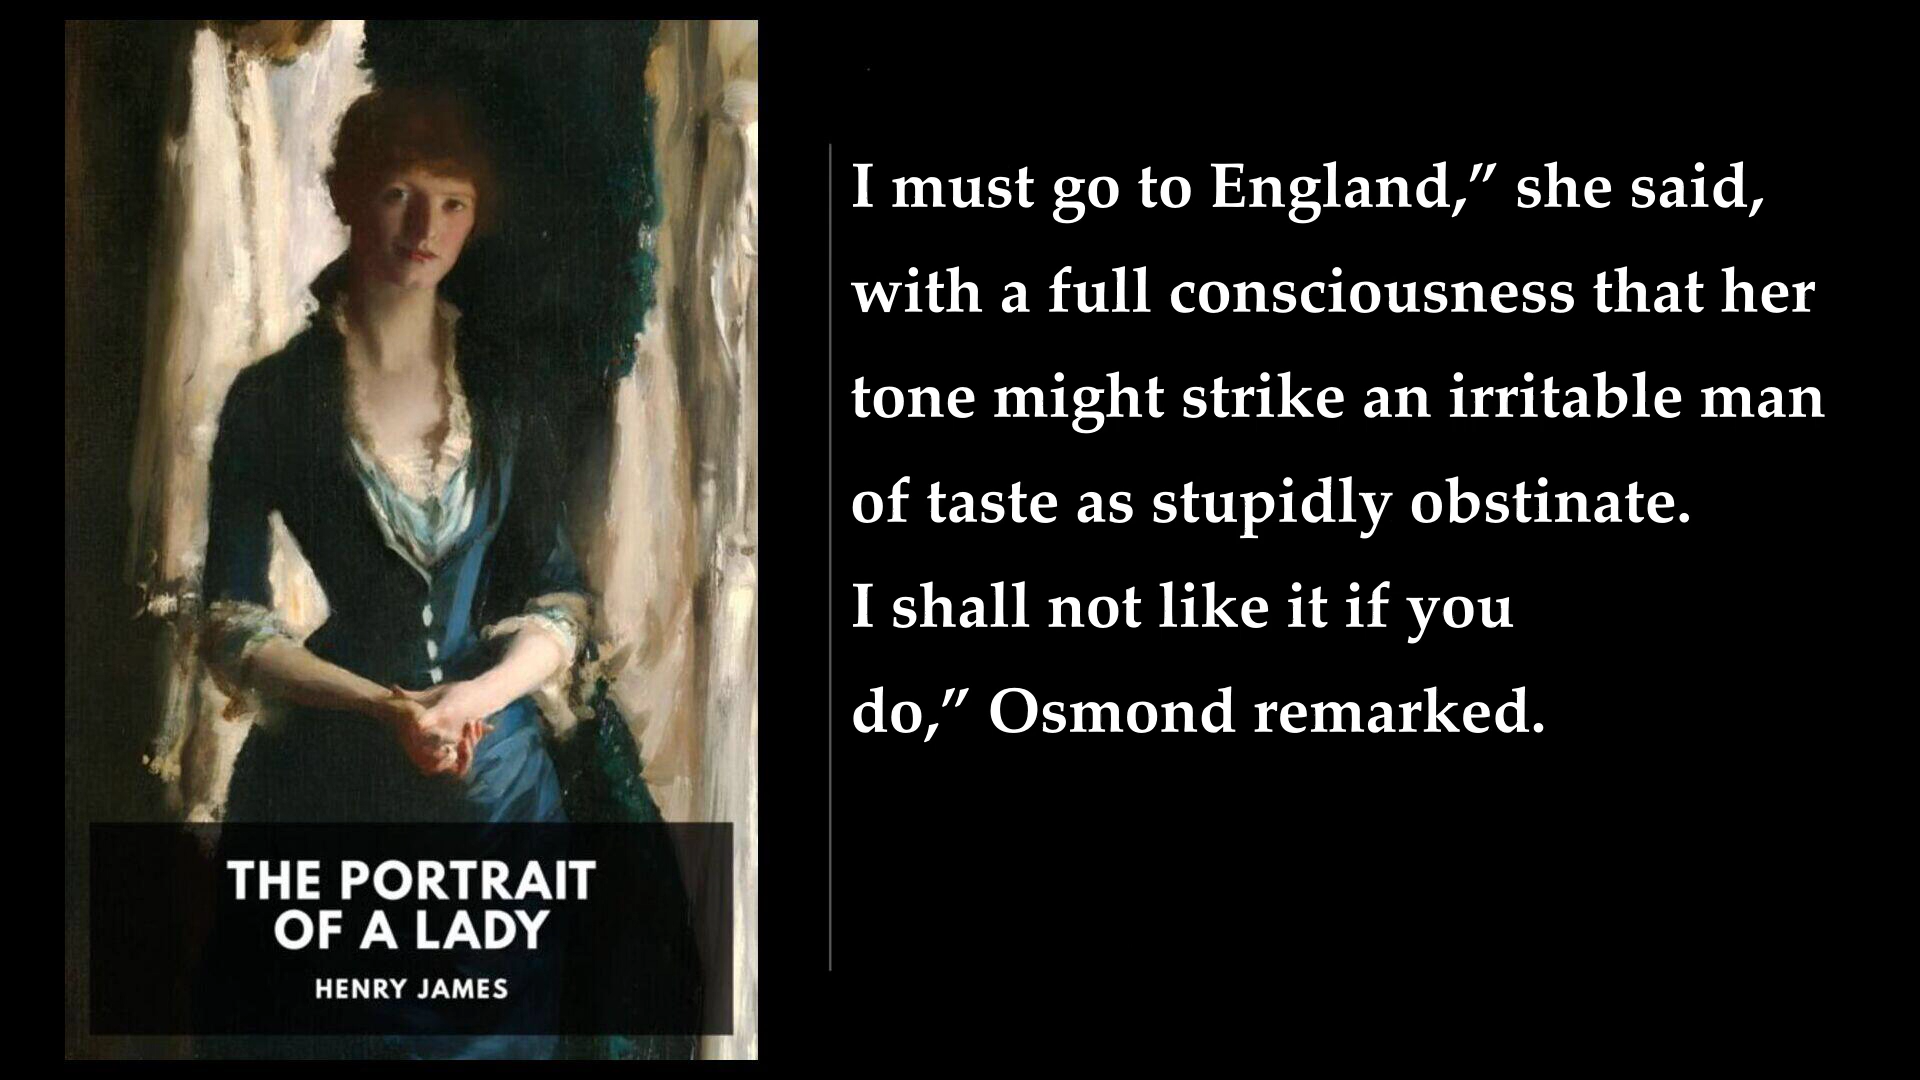 THE PORTRAIT
OF A LADY
HENRY JAMES
I must go to England,” she said,
with a full consciousness that her
tone might strike an irritable man
of taste as stupidly obstinate.
I shall not like it if you
do,” Osmond remarked.